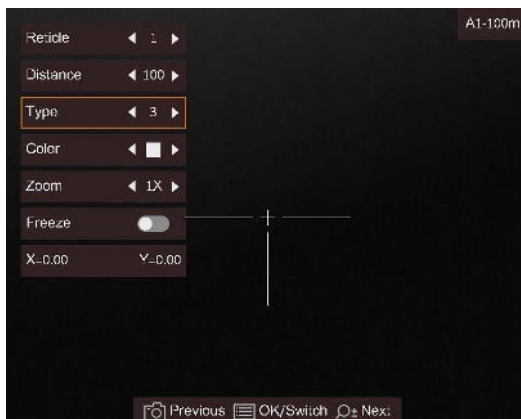 A1-100m
Reticle 1
Distance 100
Type 3
Color
Zoom 1X
Freeze
X=0.00 Y=0.00
Previous OK/Switch Next